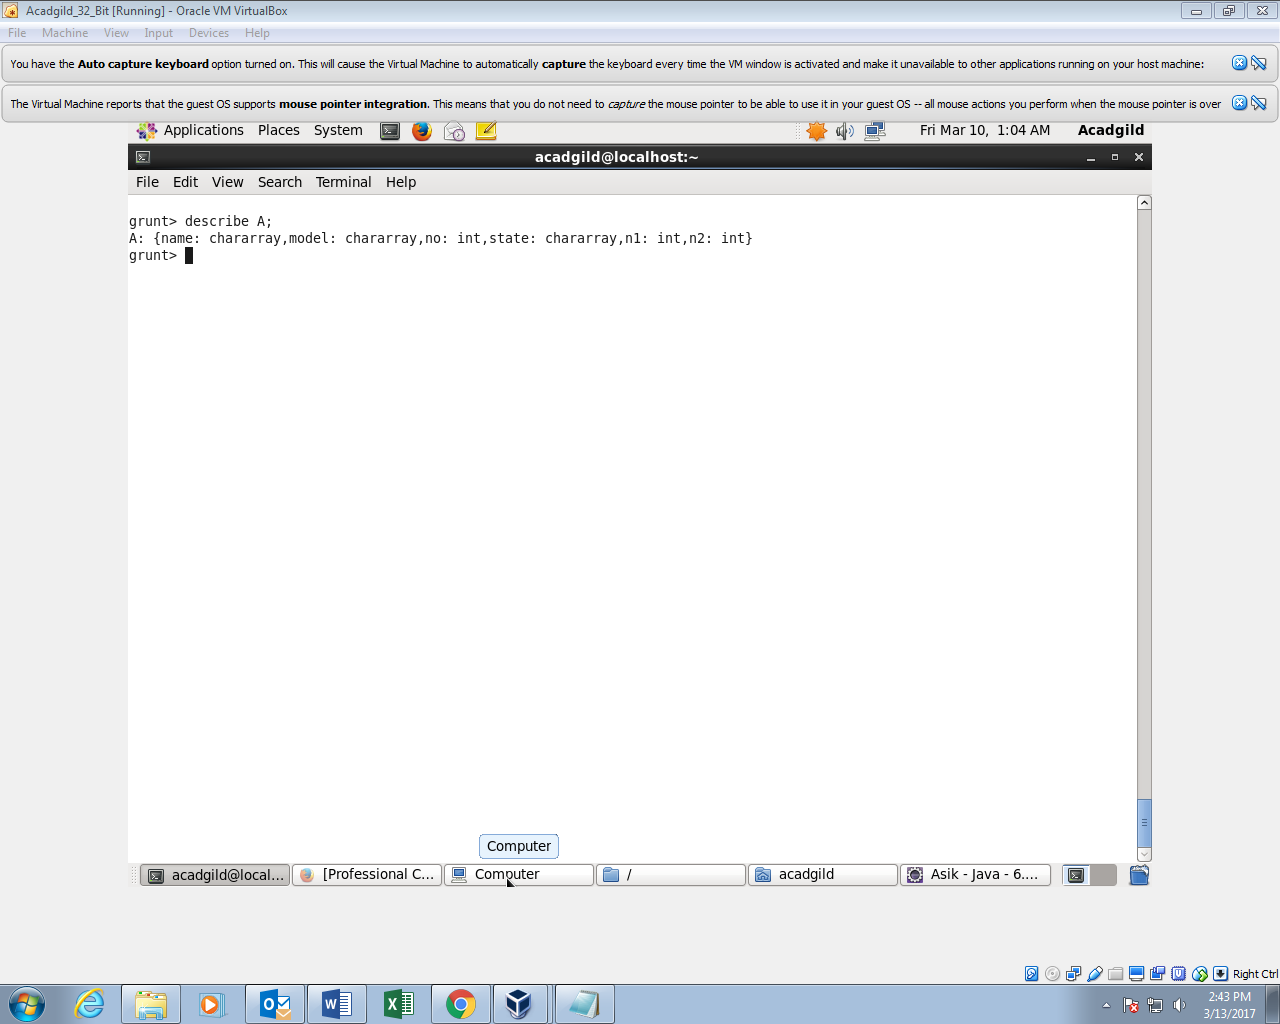 Acadgild_32_Bit [Running] - Oracle VM VirtualBox
File Machine View Input Devices Help
You have the Auto capture keyboard option turned on. This will cause the Virtual Machine to automatically capture the keyboard every time the VM window is activated and make it unavailable to other applications running on your host machine:
The Virtual Machine reports that the guest OS supports mouse pointer integration. This means that you do not need to capture the mouse pointer to be able to use it in your guest OS -- all mouse actions you perform when the mouse pointer is over
Applications Places System Fri Mar 10, 1:04 AM Acadgild
acadgild@localhost:~
File Edit View Search Terminal Help
grunt> describe A;
A: {name: chararray,model: chararray,no: int,state: chararray,n1: int,n2: int}
grunt>
Computer
acadgild@local... [Professional C... Computer / acadgild Asik - Java - 6....
Right Ctrl
2:43 PM
3/13/2017